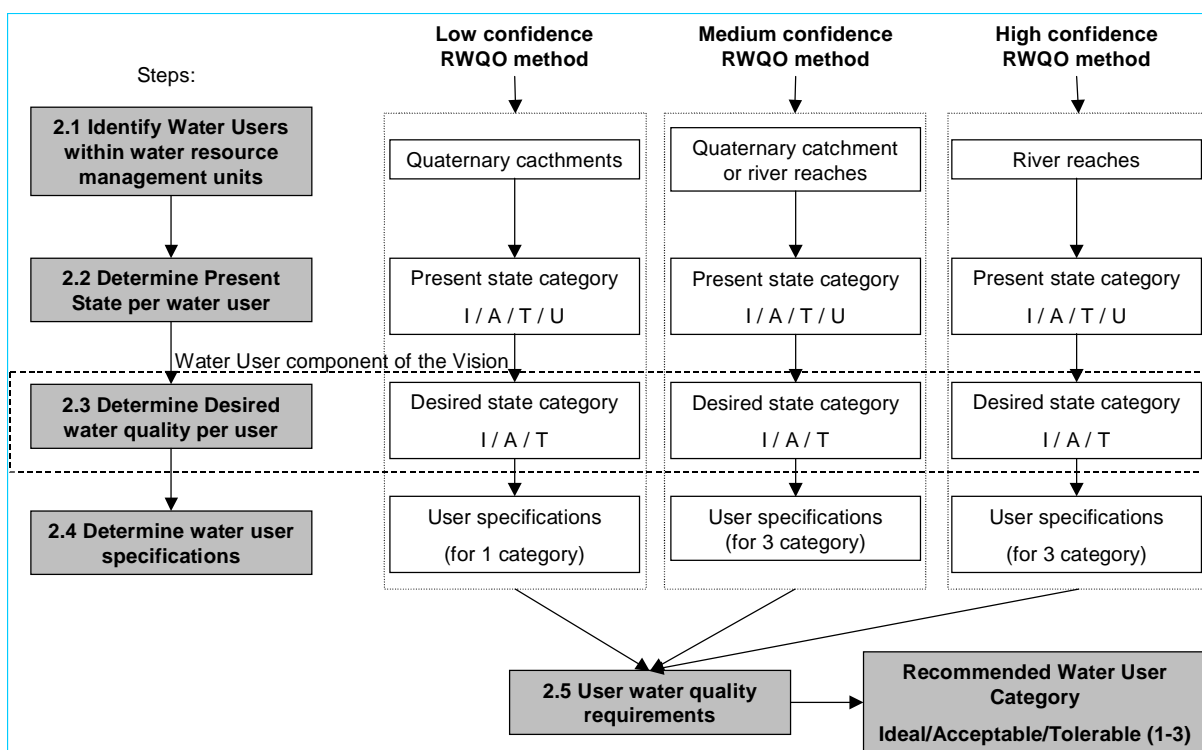 Low confidence
RWQO method
Medium confidence
RWQO method
High confidence
RWQO method
Steps:
2.1 Identify Water Users
within water resource
management units
Quaternary cacthments
Quaternary catchment
or river reaches
River reaches
2.2 Determine Present
State per water user
Present state category
I / A / T / U
Present state category
I / A / T / U
Present state category
I / A / T / U
Water User component of the Vision
2.3 Determine Desired
water quality per user
Desired state category
I / A / T
Desired state category
I / A / T
Desired state category
I / A / T
2.4 Determine water user
specifications
User specifications
(for 1 category)
User specifications
(for 3 category)
User specifications
(for 3 category)
2.5 User water quality
requirements
Recommended Water User
Category
Ideal/Acceptable/Tolerable (1-3)